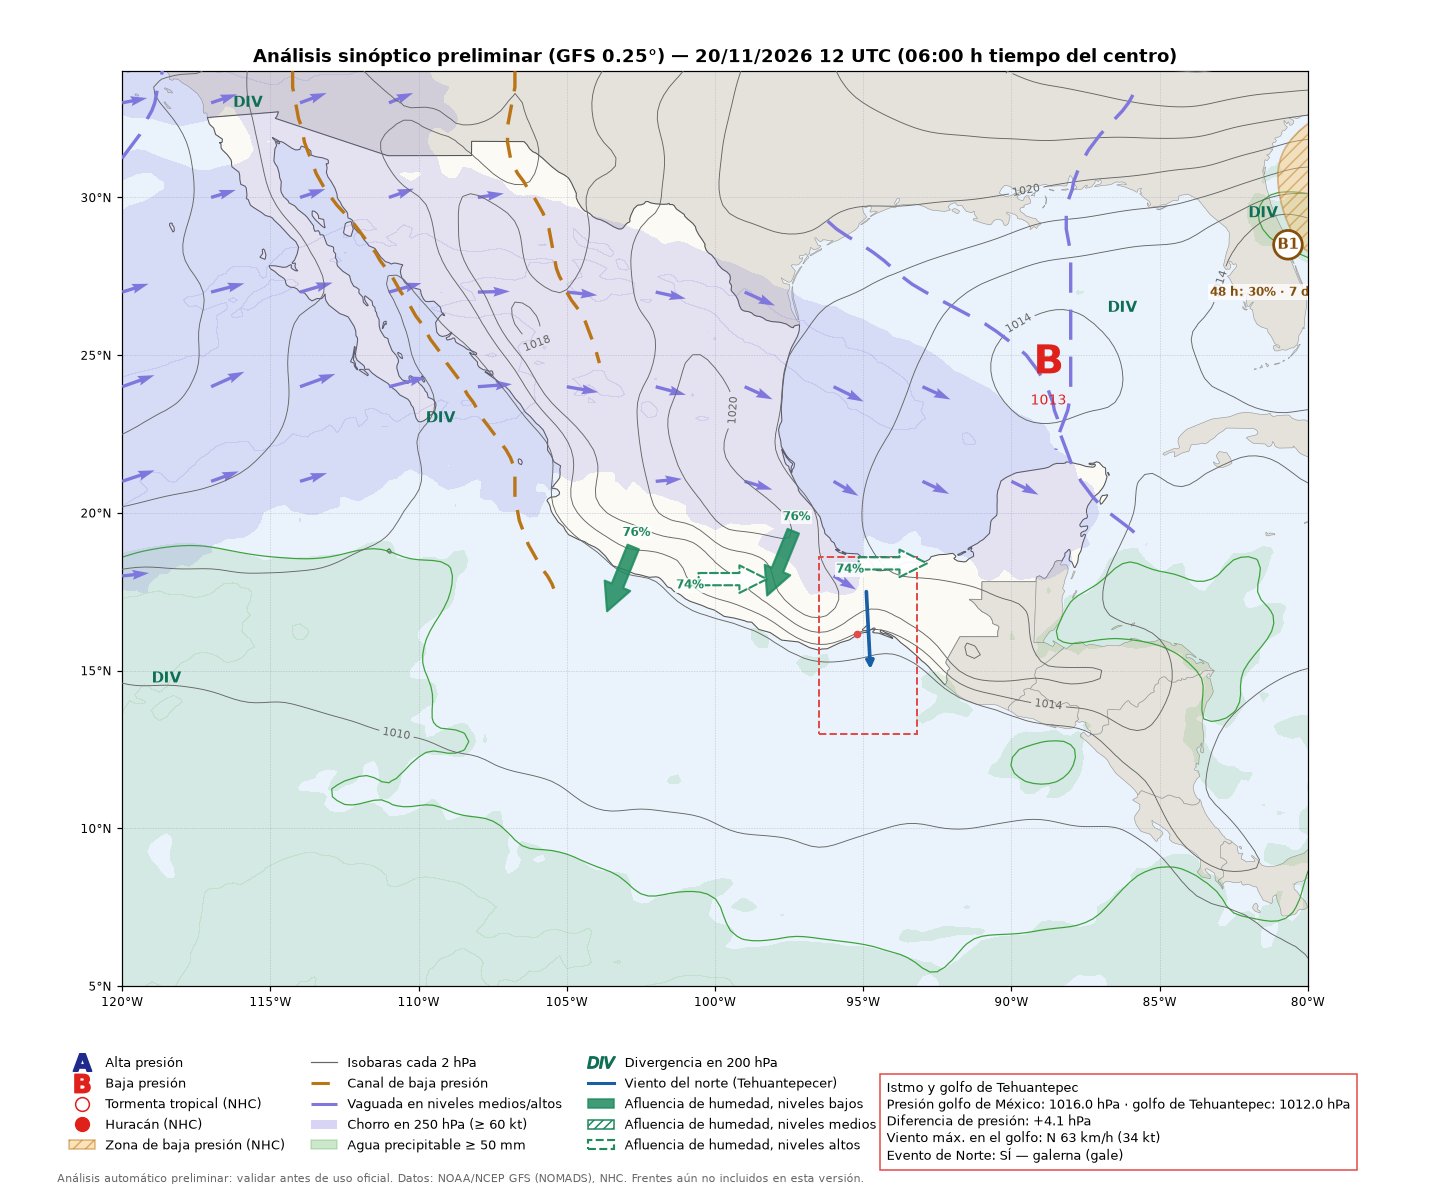 Análisis sinóptico preliminar (GFS 0.25°) — 20/11/2026 12 UTC (06:00 h tiempo del centro)
DIV
30°N
1020
DIV
B1
14
48 h: 30% · 7 d
DIV
1014
1018
25°N
B
1013
1020
DIV
20°N
76%
76%
74%
74%
15°N
DIV
1014
1010
10°N
5°N
120°W
115°W
110°W
105°W
100°W
95°W
90°W
85°W
80°W
A Alta presión
B Baja presión
Tormenta tropical (NHC)
Huracán (NHC)
Zona de baja presión (NHC)
Isobaras cada 2 hPa
Canal de baja presión
Vaguada en niveles medios/altos
Chorro en 250 hPa (≥ 60 kt)
Agua precipitable ≥ 50 mm
DIV Divergencia en 200 hPa
Viento del norte (Tehuantepecer)
Afluencia de humedad, niveles bajos
Afluencia de humedad, niveles medios
Afluencia de humedad, niveles altos
Istmo y golfo de Tehuantepec
Presión golfo de México: 1016.0 hPa · golfo de Tehuantepec: 1012.0 hPa
Diferencia de presión: +4.1 hPa
Viento máx. en el golfo: N 63 km/h (34 kt)
Evento de Norte: SÍ — galerna (gale)
Análisis automático preliminar: validar antes de uso oficial. Datos: NOAA/NCEP GFS (NOMADS), NHC. Frentes aún no incluidos en esta versión.